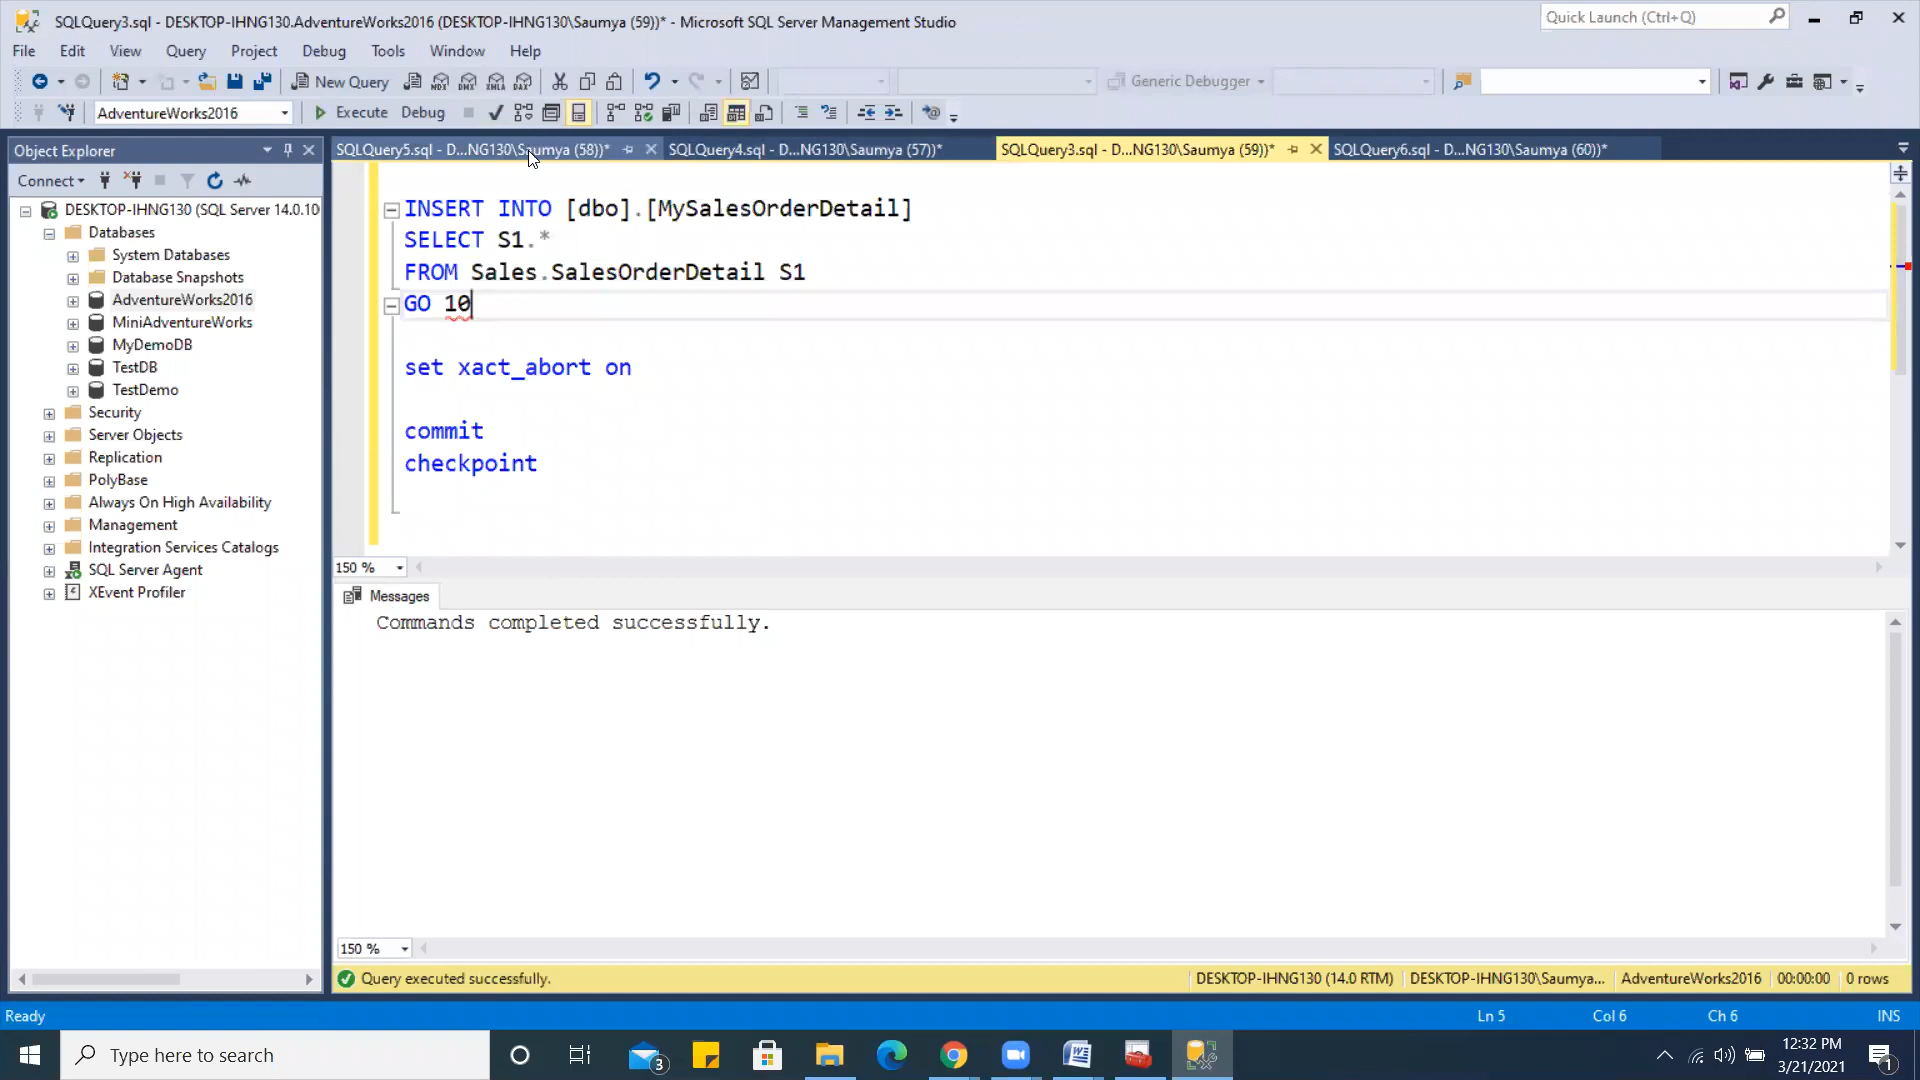 SQLQuery3.sql - DESKTOP-IHNG130.AdventureWorks2016 (DESKTOP-IHNG130\Saumya (59))* - Microsoft SQL Server Management Studio
Quick Launch (Ctrl+Q)
File Edit View Query Project Debug Tools Window Help
New Query MDX DMX XMLA DAX Generic Debugger
AdventureWorks2016 Execute Debug
Object Explorer
SQLQuery5.sql - D...NG130\Saumya (58))* SQLQuery4.sql - D...NG130\Saumya (57))* SQLQuery3.sql - D...NG130\Saumya (59))* SQLQuery6.sql - D...NG130\Saumya (60))*
Connect
DESKTOP-IHNG130 (SQL Server 14.0.10
Databases
System Databases
Database Snapshots
AdventureWorks2016
MiniAdventureWorks
MyDemoDB
TestDB
TestDemo
Security
Server Objects
Replication
PolyBase
Always On High Availability
Management
Integration Services Catalogs
SQL Server Agent
XEvent Profiler
INSERT INTO [dbo].[MySalesOrderDetail]
SELECT S1.*
FROM Sales.SalesOrderDetail S1
GO 10
set xact_abort on
commit
checkpoint
150 %
Messages
Commands completed successfully.
150 %
Query executed successfully. DESKTOP-IHNG130 (14.0 RTM) DESKTOP-IHNG130\Saumya... AdventureWorks2016 00:00:00 0 rows
Ready Ln 5 Col 6 Ch 6 INS
Type here to search
3
12:32 PM
3/21/2021
1